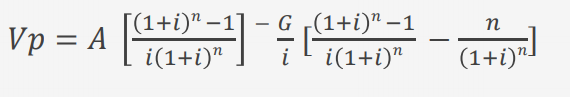 Vp = A [((1+i)^n −1)/(i(1+i)^n)] − G/i [((1+i)^n −1)/(i(1+i)^n) − n/(1+i)^n]